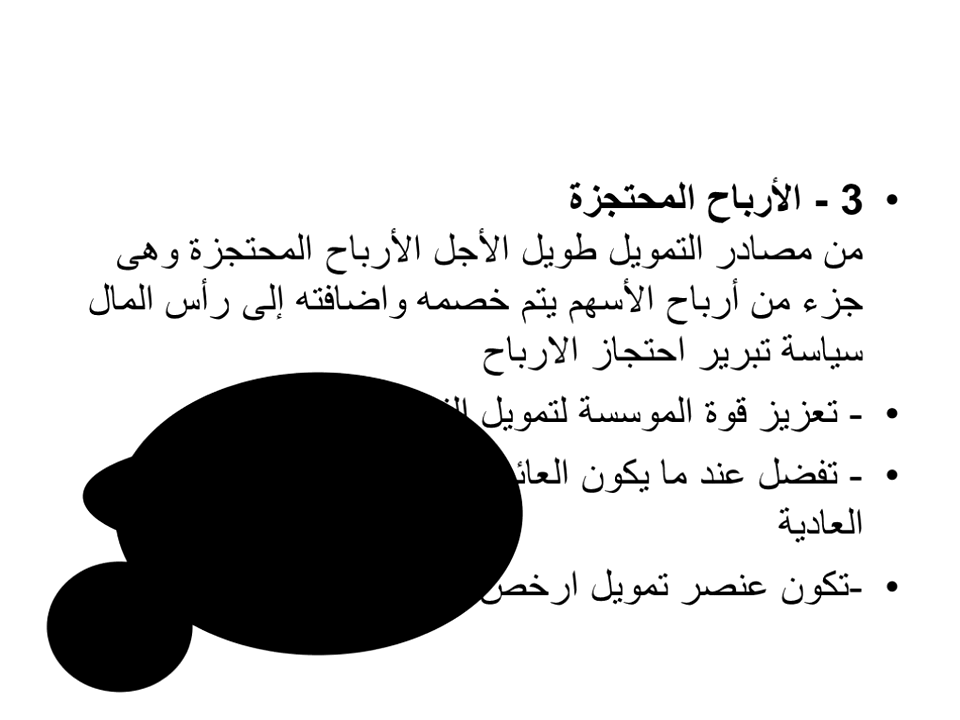 • 3 - الأرباح المحتجزة
من مصادر التمويل طويل الأجل الأرباح المحتجزة وهى
جزء من أرباح الأسهم يتم خصمه واضافته إلى رأس المال
سياسة تبرير احتجاز الارباح
• - تعزيز قوة الموسسة لتمويل
• - تفضل عند ما يكون
العادية
• -تكون عنصر تمويل ارخص